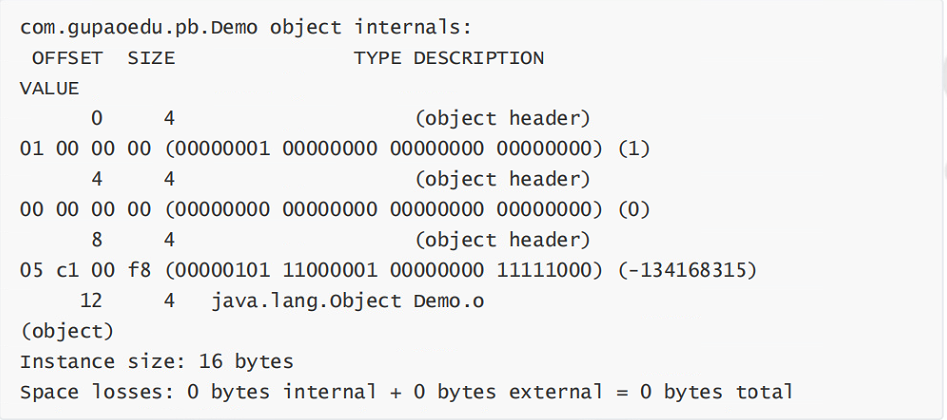 com.gupaoedu.pb.Demo object internals:
OFFSET  SIZE               TYPE DESCRIPTION
VALUE
0     4                    (object header)
01 00 00 00 (00000001 00000000 00000000 00000000) (1)
4     4                    (object header)
00 00 00 00 (00000000 00000000 00000000 00000000) (0)
8     4                    (object header)
05 c1 00 f8 (00000101 11000001 00000000 11111000) (-134168315)
12     4   java.lang.Object Demo.o
(object)
Instance size: 16 bytes
Space losses: 0 bytes internal + 0 bytes external = 0 bytes total